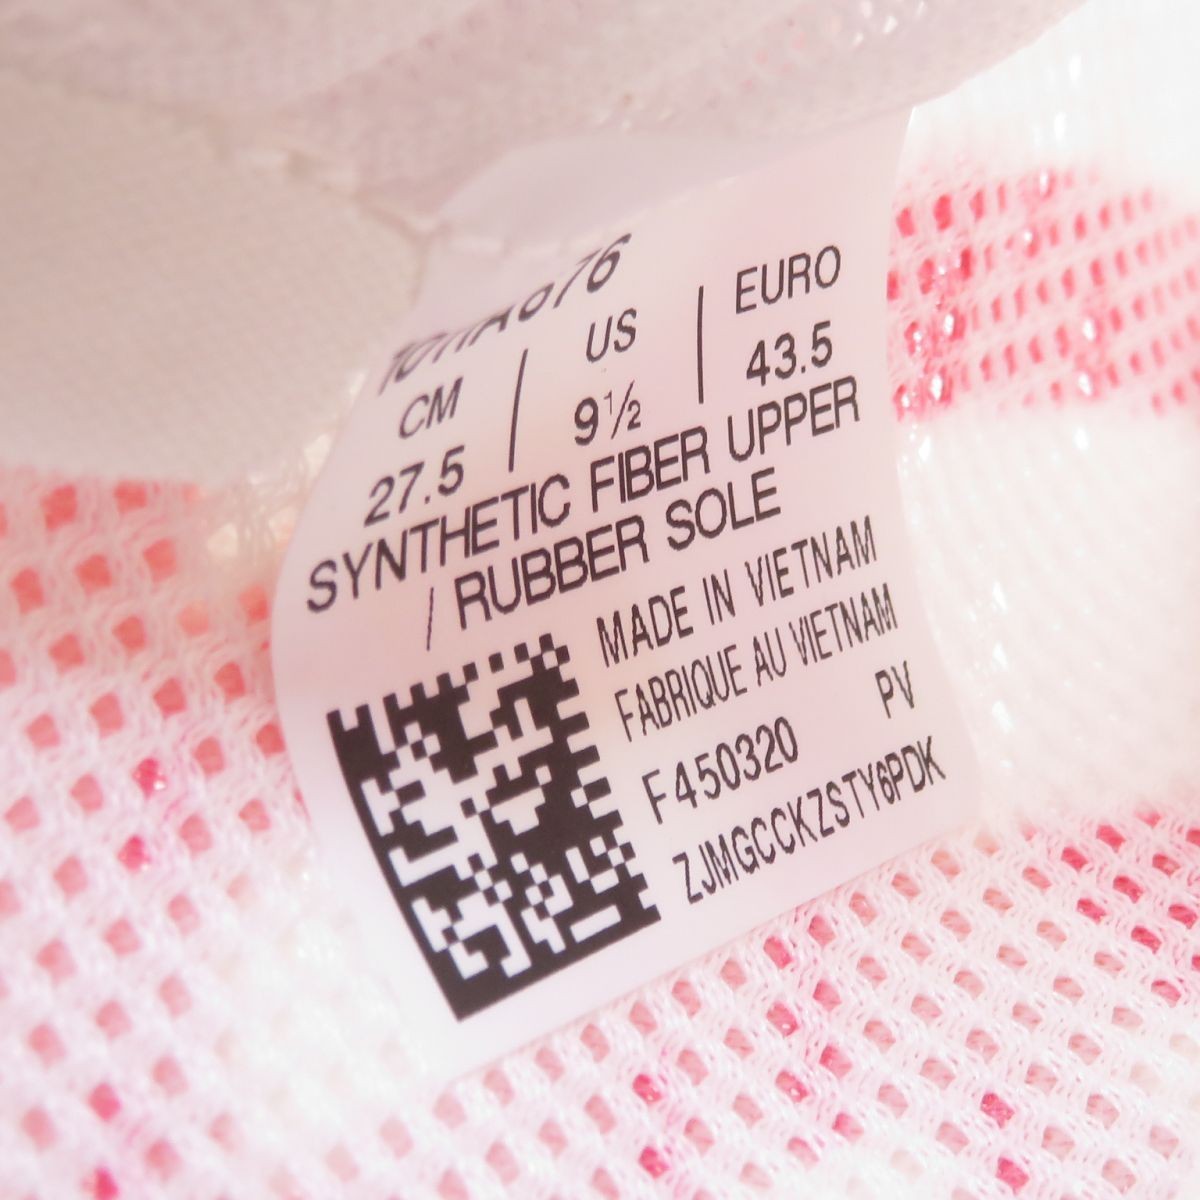 CM | US | EURO
27.5 | 9½ | 43.5
SYNTHETIC FIBER UPPER
/ RUBBER SOLE
MADE IN VIETNAM
FABRIQUE AU VIETNAM
F450320 PV
ZJMGCCKZSTY6PDK